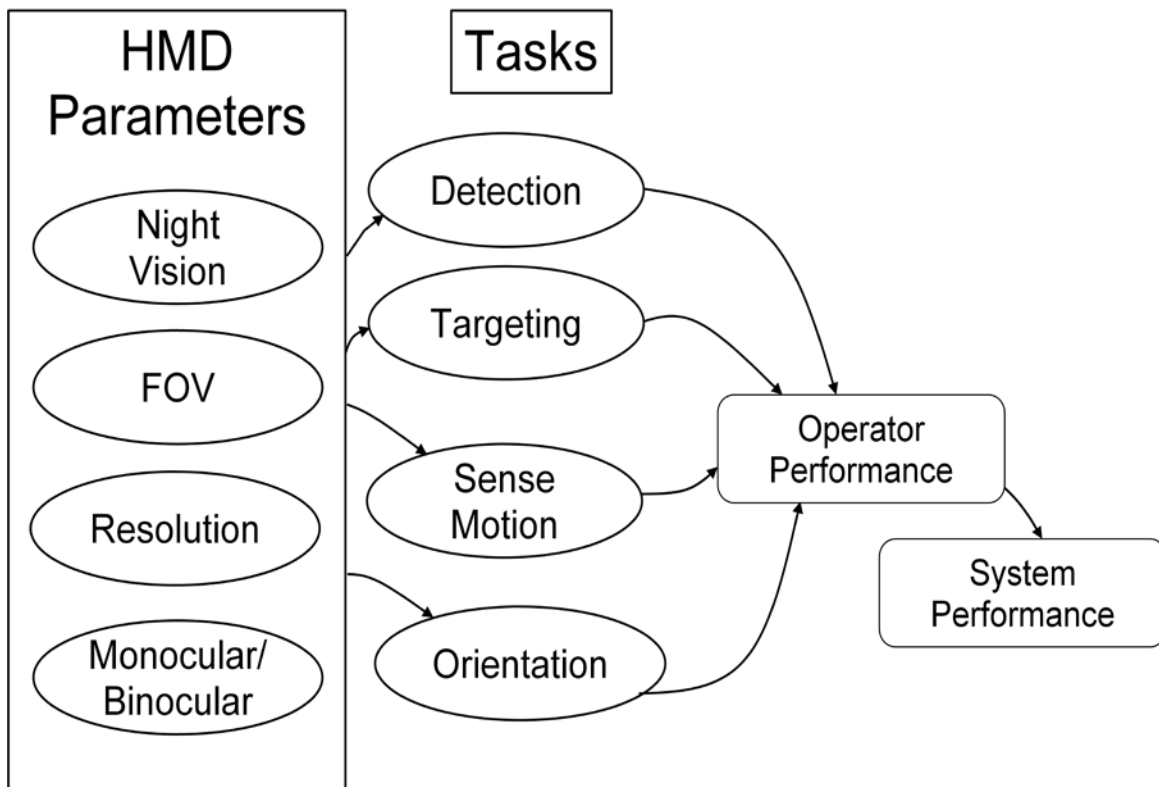 HMD
Parameters
Night
Vision
FOV
Resolution
Monocular/
Binocular
Tasks
Detection
Targeting
Sense
Motion
Orientation
Operator
Performance
System
Performance